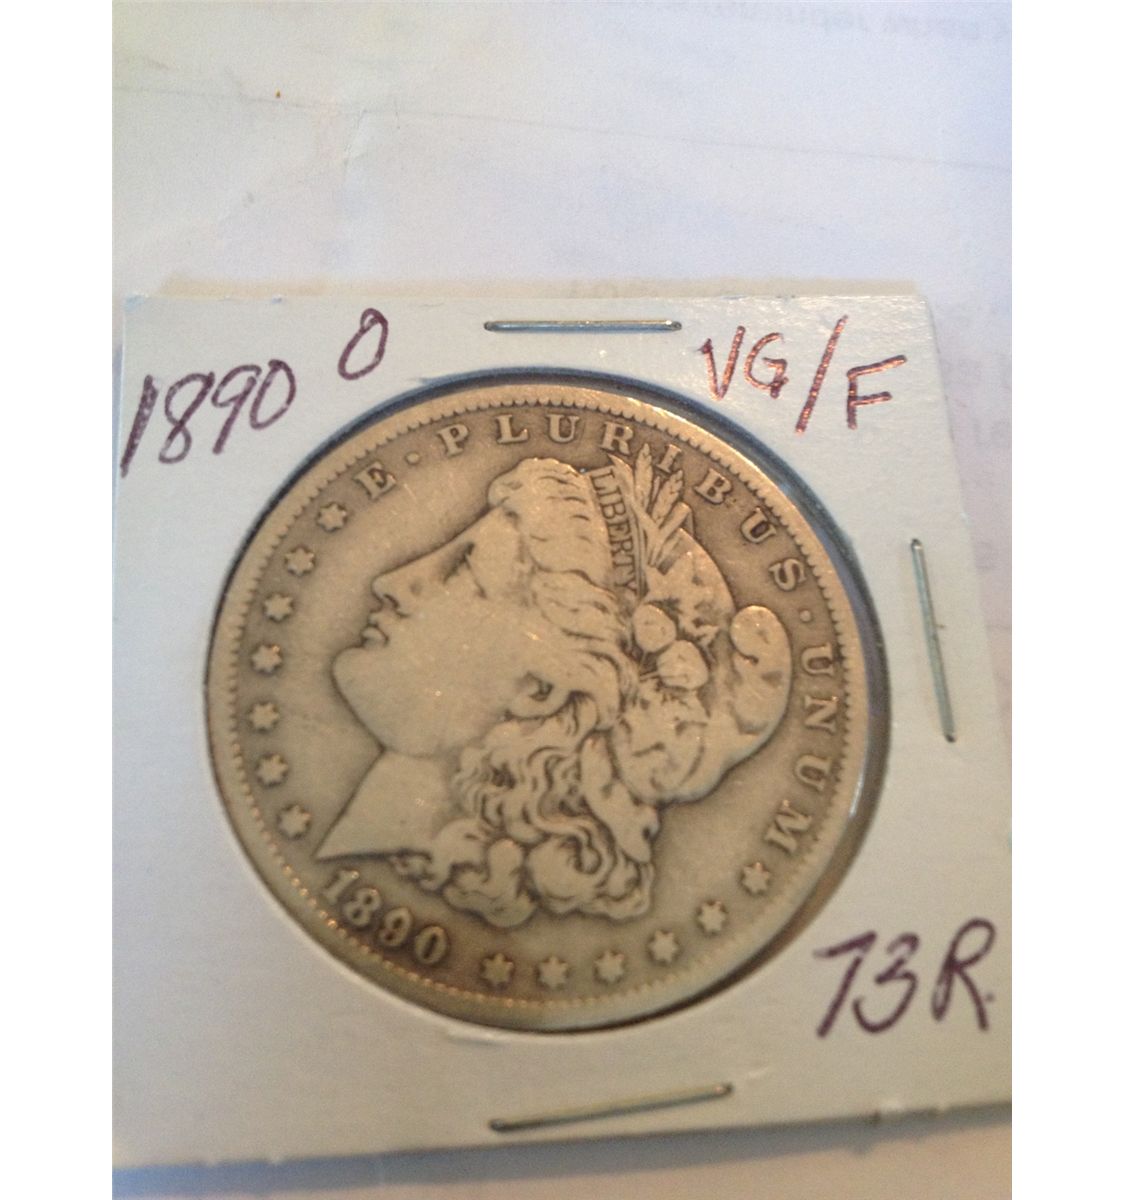 1890 O VG/F
E · PLURIBUS · UNUM
LIBERTY
1890
73R.